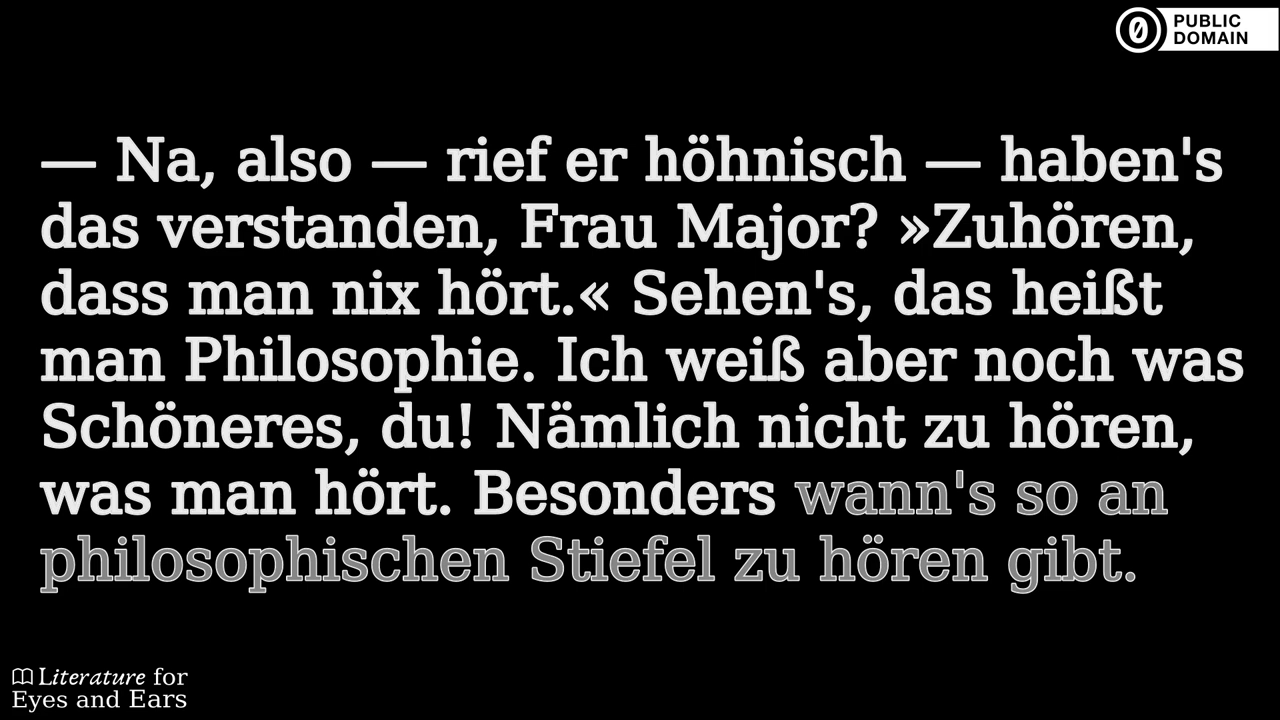 PUBLIC
DOMAIN
— Na, also — rief er höhnisch — haben's
das verstanden, Frau Major? »Zuhören,
dass man nix hört.« Sehen's, das heißt
man Philosophie. Ich weiß aber noch was
Schöneres, du! Nämlich nicht zu hören,
was man hört. Besonders wann's so an
philosophischen Stiefel zu hören gibt.
Literature for
Eyes and Ears